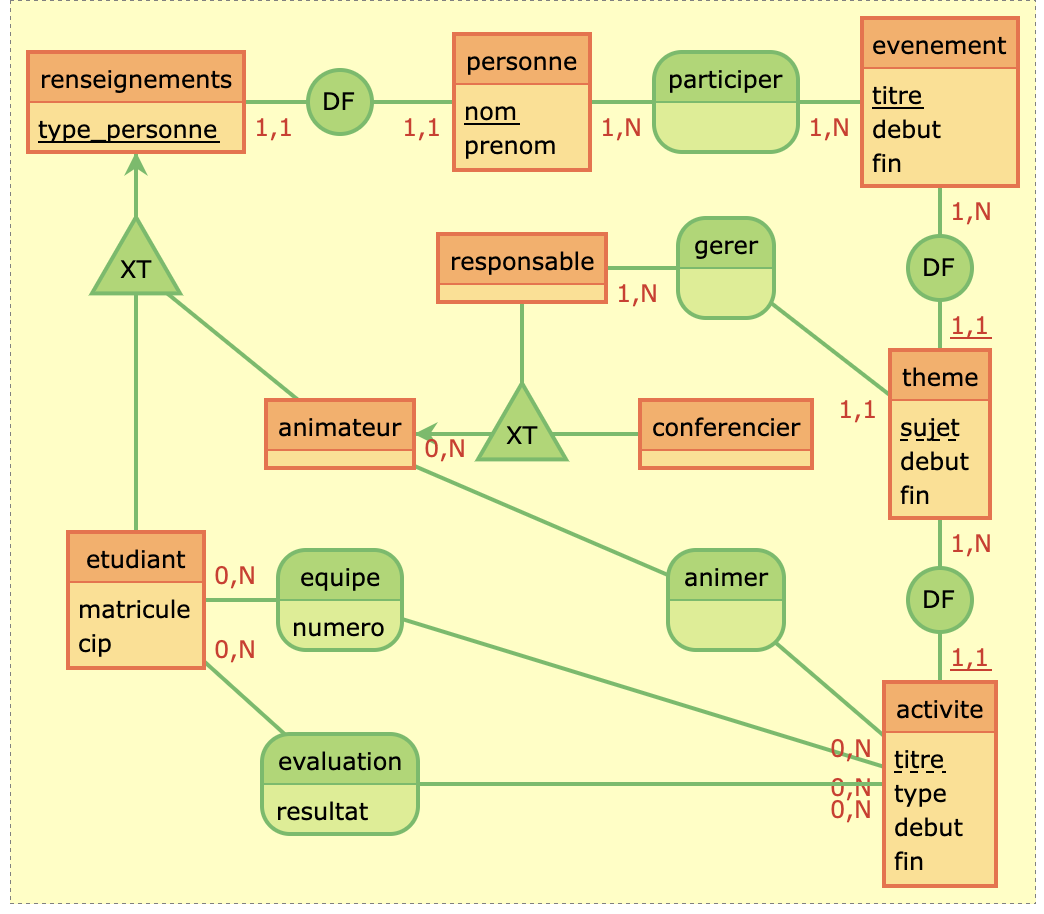 renseignements
type_personne
1,1
DF
1,1
personne
nom
prenom
1,N
participer
1,N
evenement
titre
debut
fin
1,N
DF
1,1
XT
responsable
1,N
gerer
1,1
theme
sujet
debut
fin
1,N
DF
1,1
animateur
0,N
XT
conferencier
etudiant
matricule
cip
0,N
0,N
equipe
numero
animer
evaluation
resultat
0,N
0,N
0,N
activite
titre
type
debut
fin